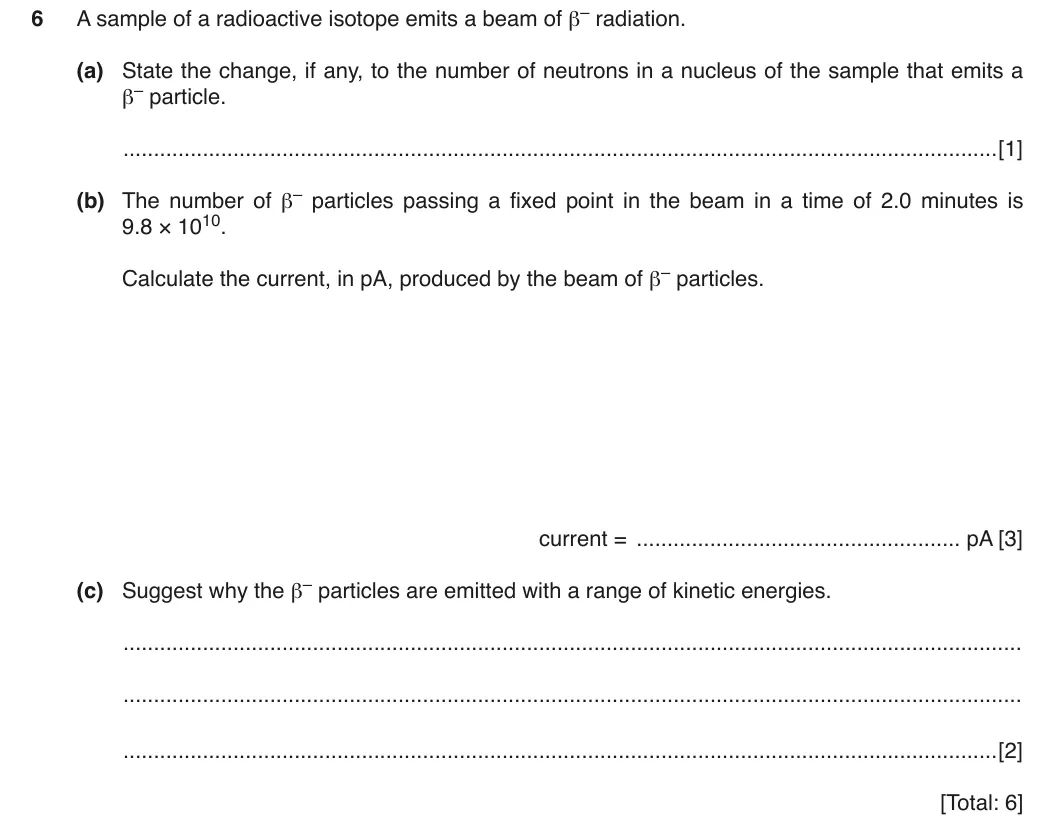 6 A sample of a radioactive isotope emits a beam of β⁻ radiation.
(a) State the change, if any, to the number of neutrons in a nucleus of the sample that emits a
β⁻ particle.
..............................................................................................................................................[1]
(b) The number of β⁻ particles passing a fixed point in the beam in a time of 2.0 minutes is
9.8 × 10¹⁰.
Calculate the current, in pA, produced by the beam of β⁻ particles.
current = ..................................................... pA [3]
(c) Suggest why the β⁻ particles are emitted with a range of kinetic energies.
...................................................................................................................................................
...................................................................................................................................................
..............................................................................................................................................[2]
[Total: 6]